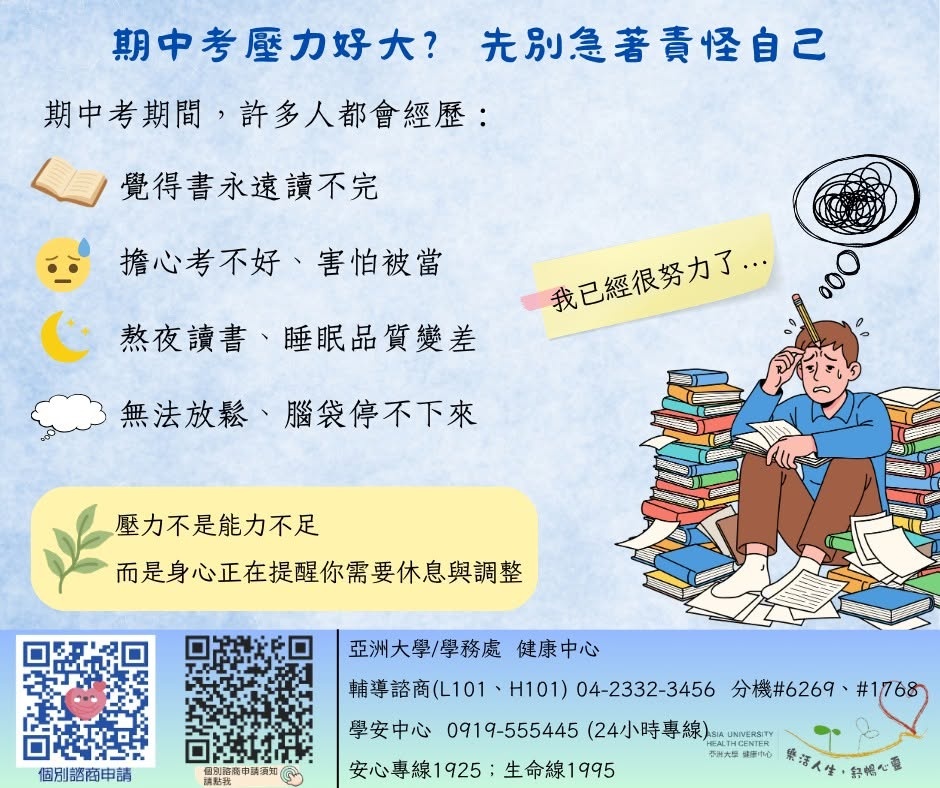 期中考壓力好大? 先別急著責怪自己
期中考期間，許多人都會經歷：
覺得書永遠讀不完
擔心考不好、害怕被當
熬夜讀書、睡眠品質變差
無法放鬆、腦袋停不下來
我已經很努力了...
壓力不是能力不足
而是身心正在提醒你需要休息與調整
個別諮商申請
個別諮商申請須知
請點我
亞洲大學/學務處 健康中心
輔導諮商(L101、H101) 04-2332-3456 分機#6269、#1768
學安中心 0919-555445 (24小時專線)
安心專線1925；生命線1995
ASIA UNIVERSITY
HEALTH CENTER
亞洲大學 健康中心
樂活人生，舒暢心靈